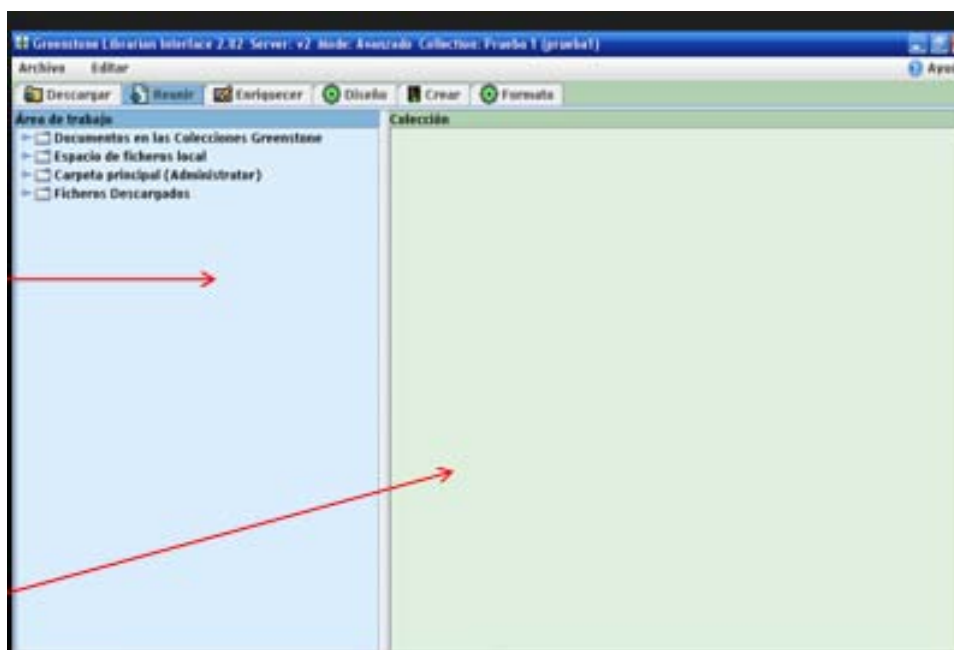 Greenstone Librarian Interface 2.82 Server: v2 Mode: Avanzado Collection: Prueba 1 (prueba1)
Archivo Editar
Descargar Reunir Enriquecer Diseño Crear Formato
Área de trabajo Colección
Documentos en las Colecciones Greenstone
Espacio de ficheros local
Carpeta principal (Administrator)
Ficheros Descargados